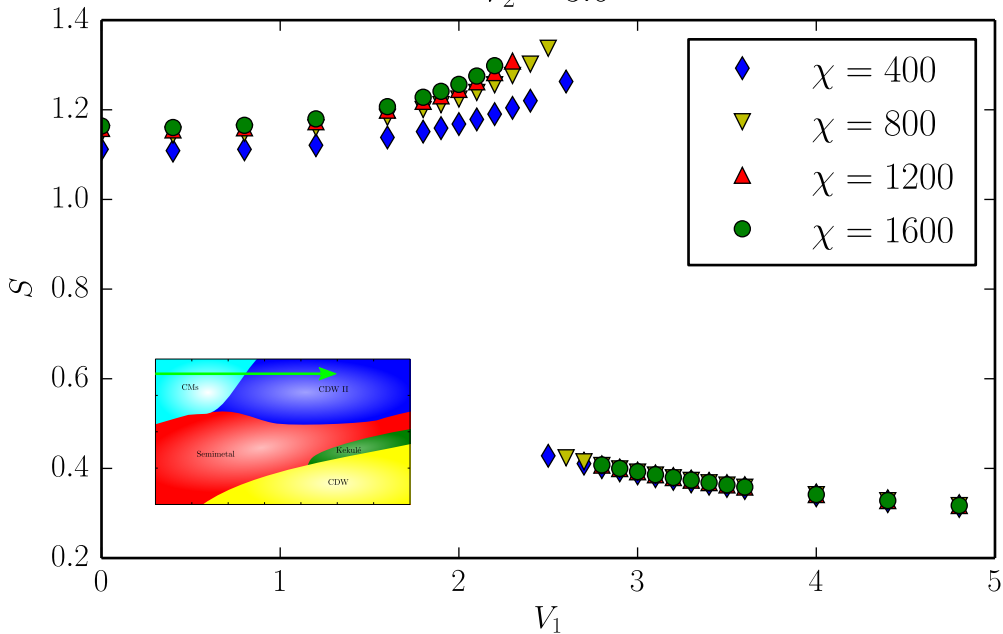 1.4
1.2
1.0
0.8
0.6
0.4
0.2
S
χ = 400
χ = 800
χ = 1200
χ = 1600
CMs
CDW II
Semimetal
Kekulé
CDW
0 1 2 3 4 5
V₁